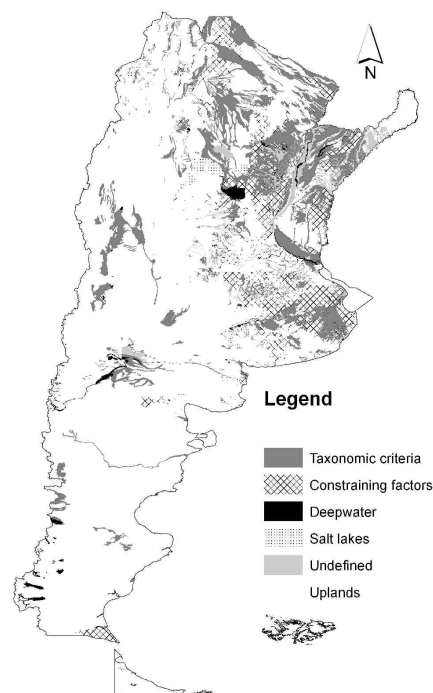 N
Legend
Taxonomic criteria
Constraining factors
Deepwater
Salt lakes
Undefined
Uplands